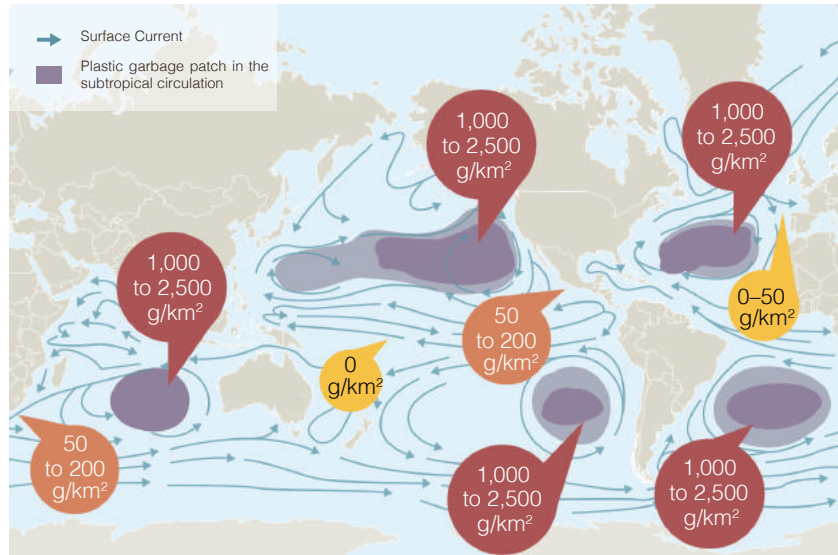 Surface Current
Plastic garbage patch in the
subtropical circulation
1,000
to 2,500
g/km²
1,000
to 2,500
g/km²
1,000
to 2,500
g/km²
0–50
g/km²
50
to 200
g/km²
0
g/km²
50
to 200
g/km²
1,000
to 2,500
g/km²
1,000
to 2,500
g/km²